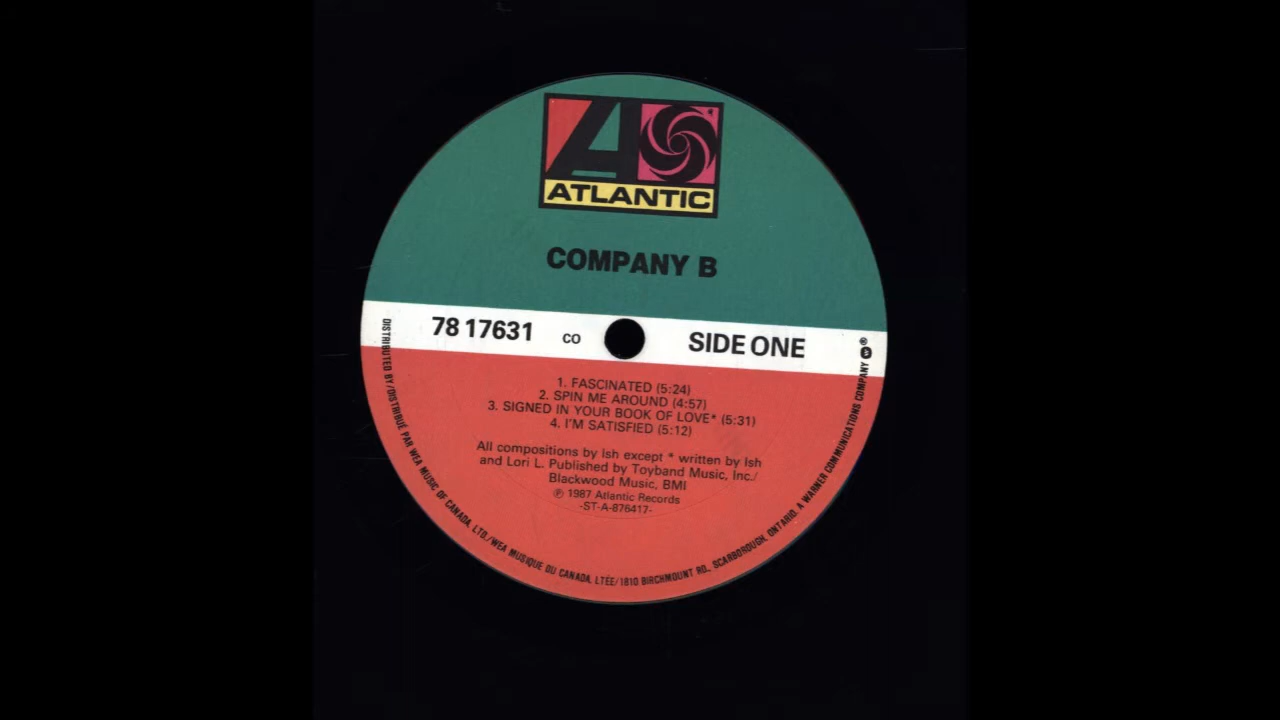 ATLANTIC
COMPANY B
78 17631 CO SIDE ONE
1. FASCINATED (5:24)
2. SPIN ME AROUND (4:57)
3. SIGNED IN YOUR BOOK OF LOVE* (5:31)
4. I'M SATISFIED (5:12)
All compositions by Ish except * written by Ish
and Lori L. Published by Toyband Music, Inc./
Blackwood Music, BMI
℗ 1987 Atlantic Records
-ST-A-876417-
DISTRIBUTED BY/DISTRIBUÉ PAR WEA MUSIC OF CANADA, LTD./WEA MUSIQUE DU CANADA, LTÉE/1810 BIRCHMOUNT RD., SCARBOROUGH, ONTARIO. A WARNER COMMUNICATIONS COMPANY ®